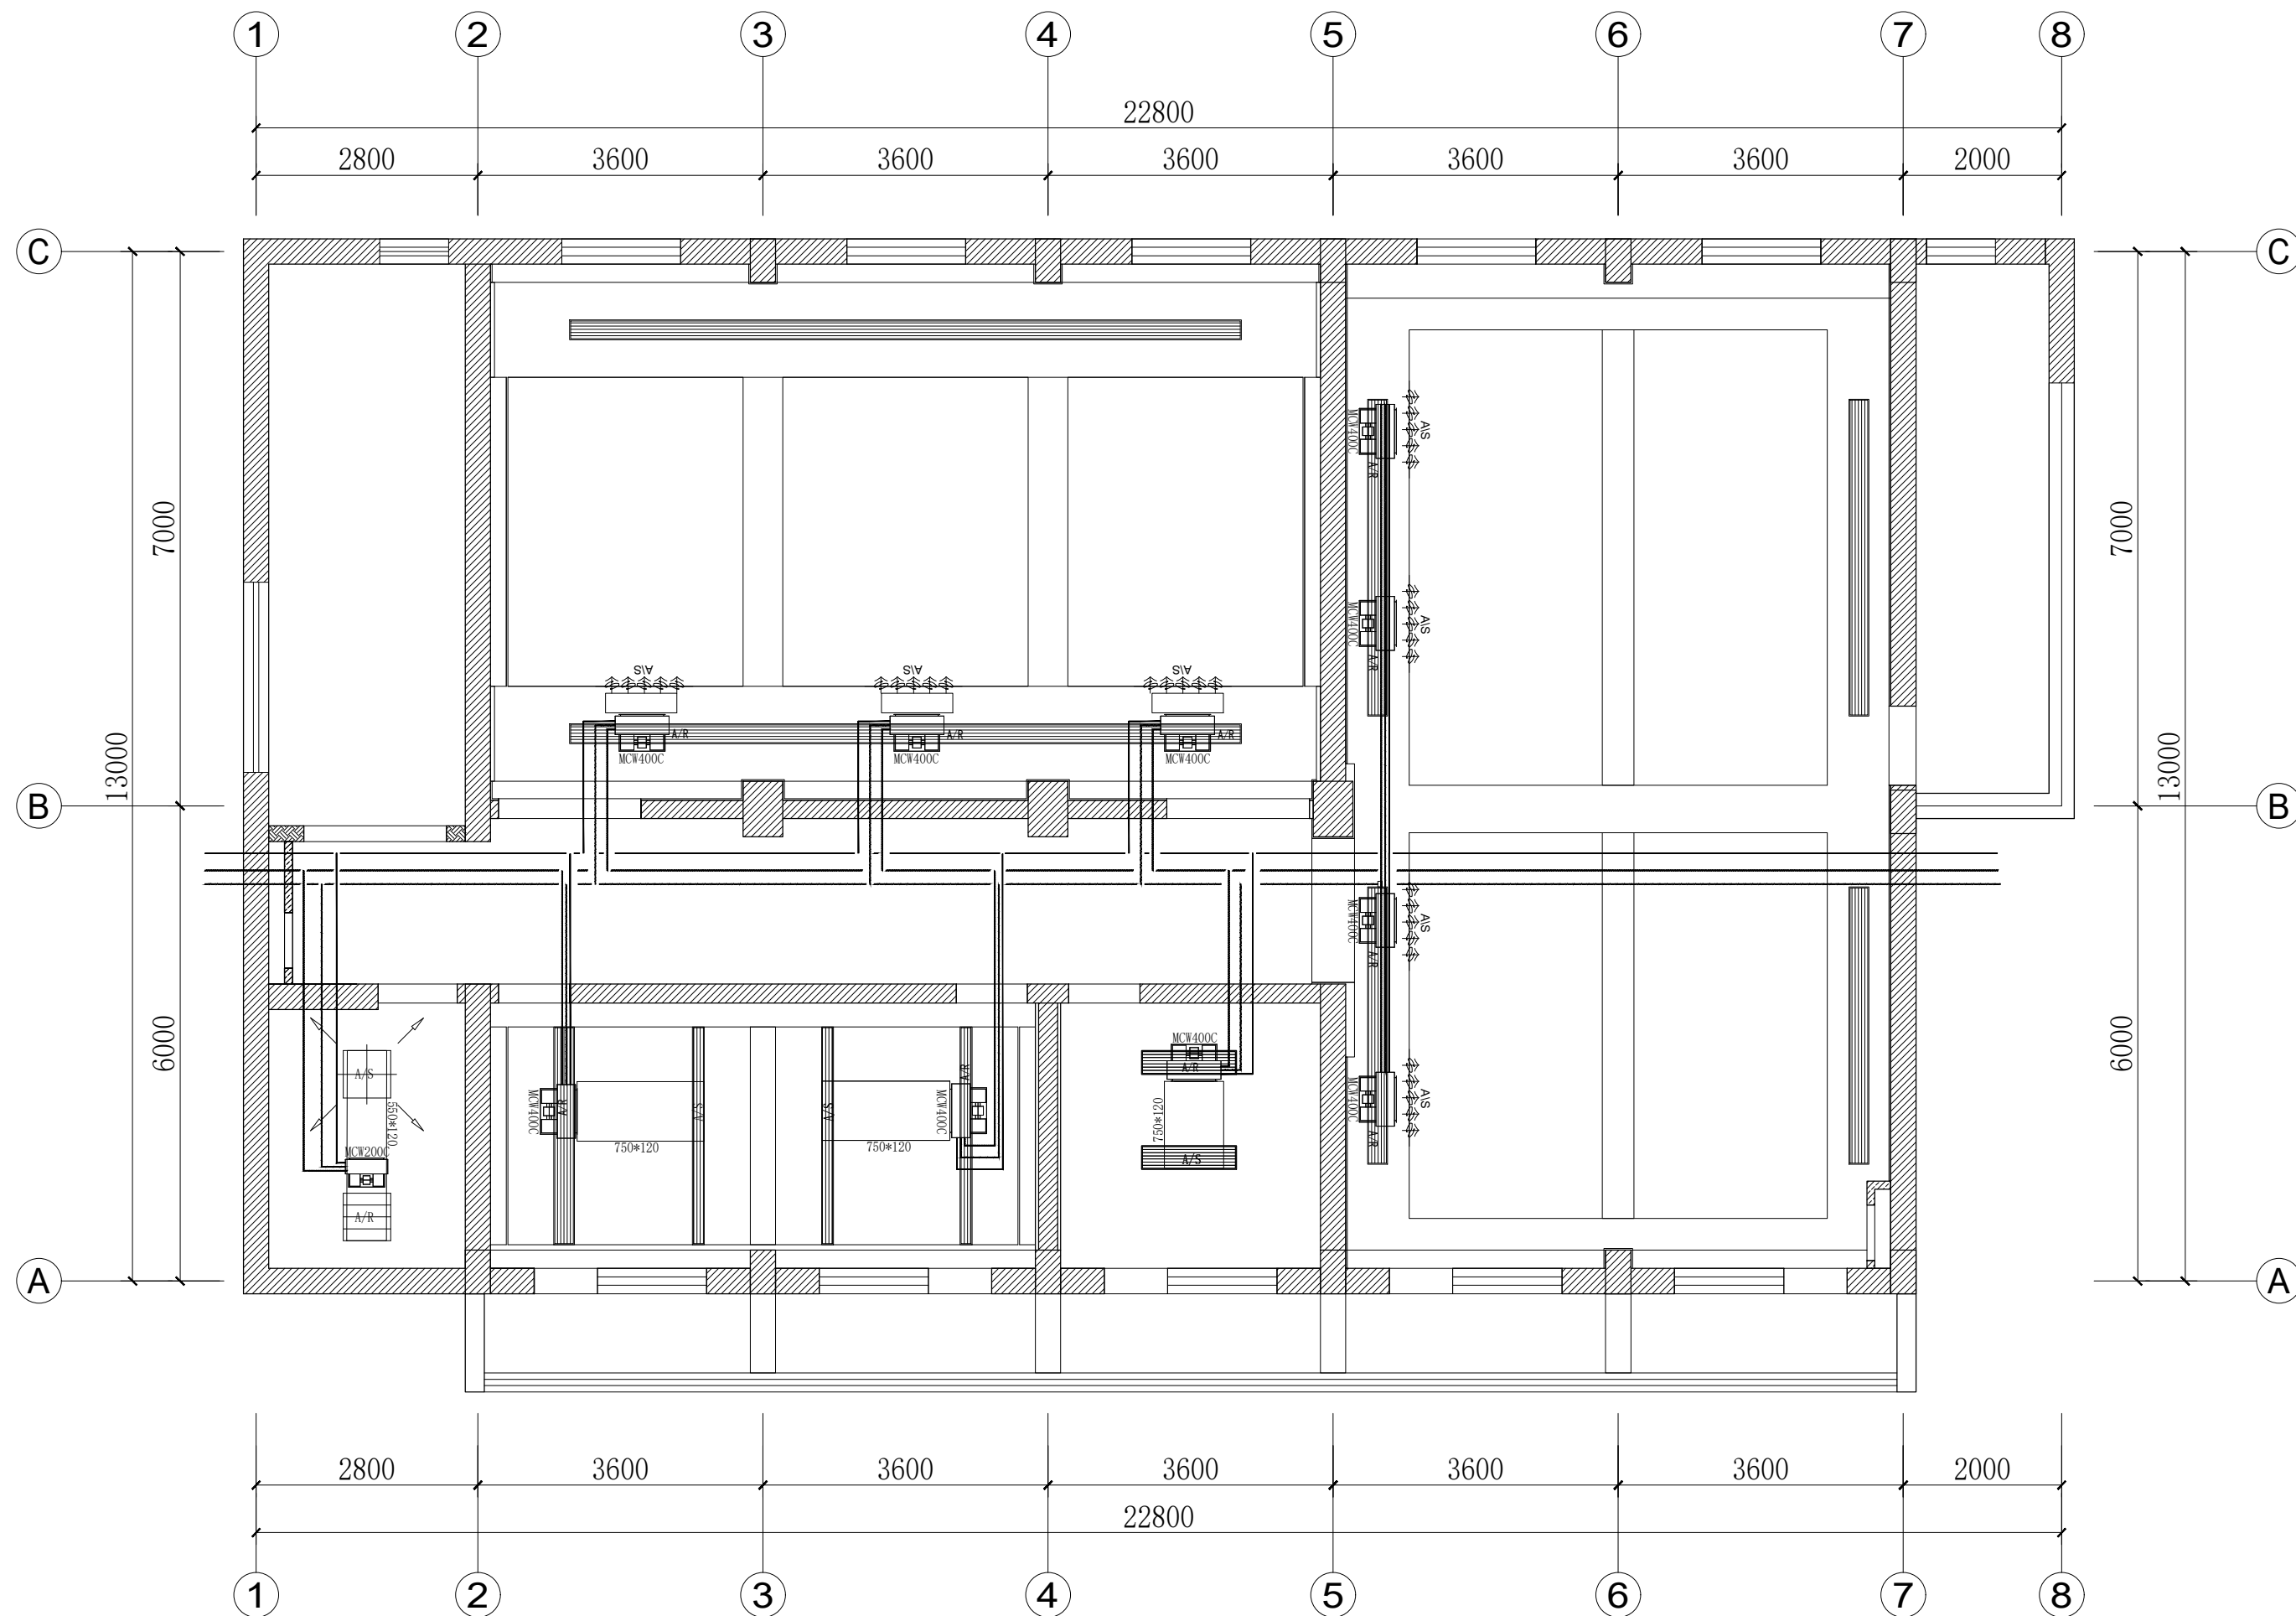 1 2 3 4 5 6 7 8
22800
2800 3600 3600 3600 3600 3600 2000
C C
7000 7000
13000 13000
MCW400C A/R A\S
MCW400C A/R A\S
A\S A\S A\S
A/R A/R A/R
MCW400C MCW400C MCW400C
B B
MCW400C A/R A\S
6000 6000
MCW400C A/R A\S
A/S
550*120
MCW200C
A/R
MCW400C A/R A/S
750*120
A/S MCW400C A/R
750*120
MCW400C
A/R
750*120
A/S
A A
2800 3600 3600 3600 3600 3600 2000
22800
1 2 3 4 5 6 7 8